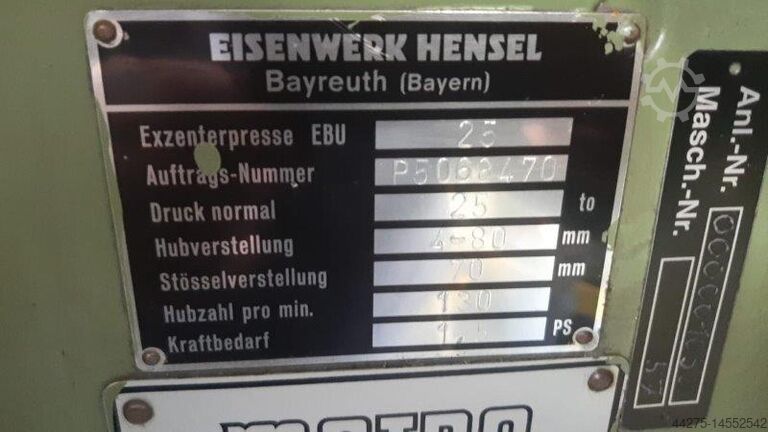 EISENWERK HENSEL
Bayreuth (Bayern)
Exzenterpresse EBU 25
Auftrags-Nummer
Druck normal 25 to
Hubverstellung 4-80 mm
Stösselverstellung 70 mm
Hubzahl pro min. 130
Kraftbedarf PS
Anl.-Nr.
Masch.-Nr. 57
44275-14552542